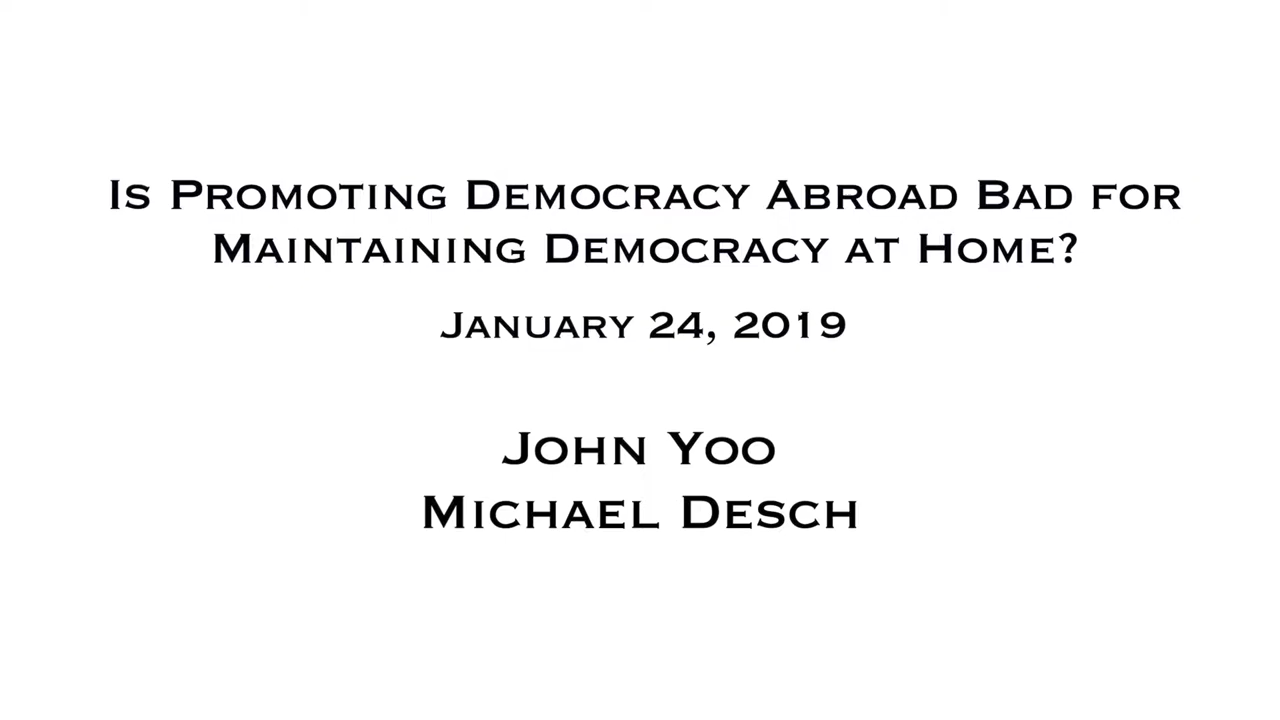 Is Promoting Democracy Abroad Bad for
Maintaining Democracy at Home?
January 24, 2019
John Yoo
Michael Desch